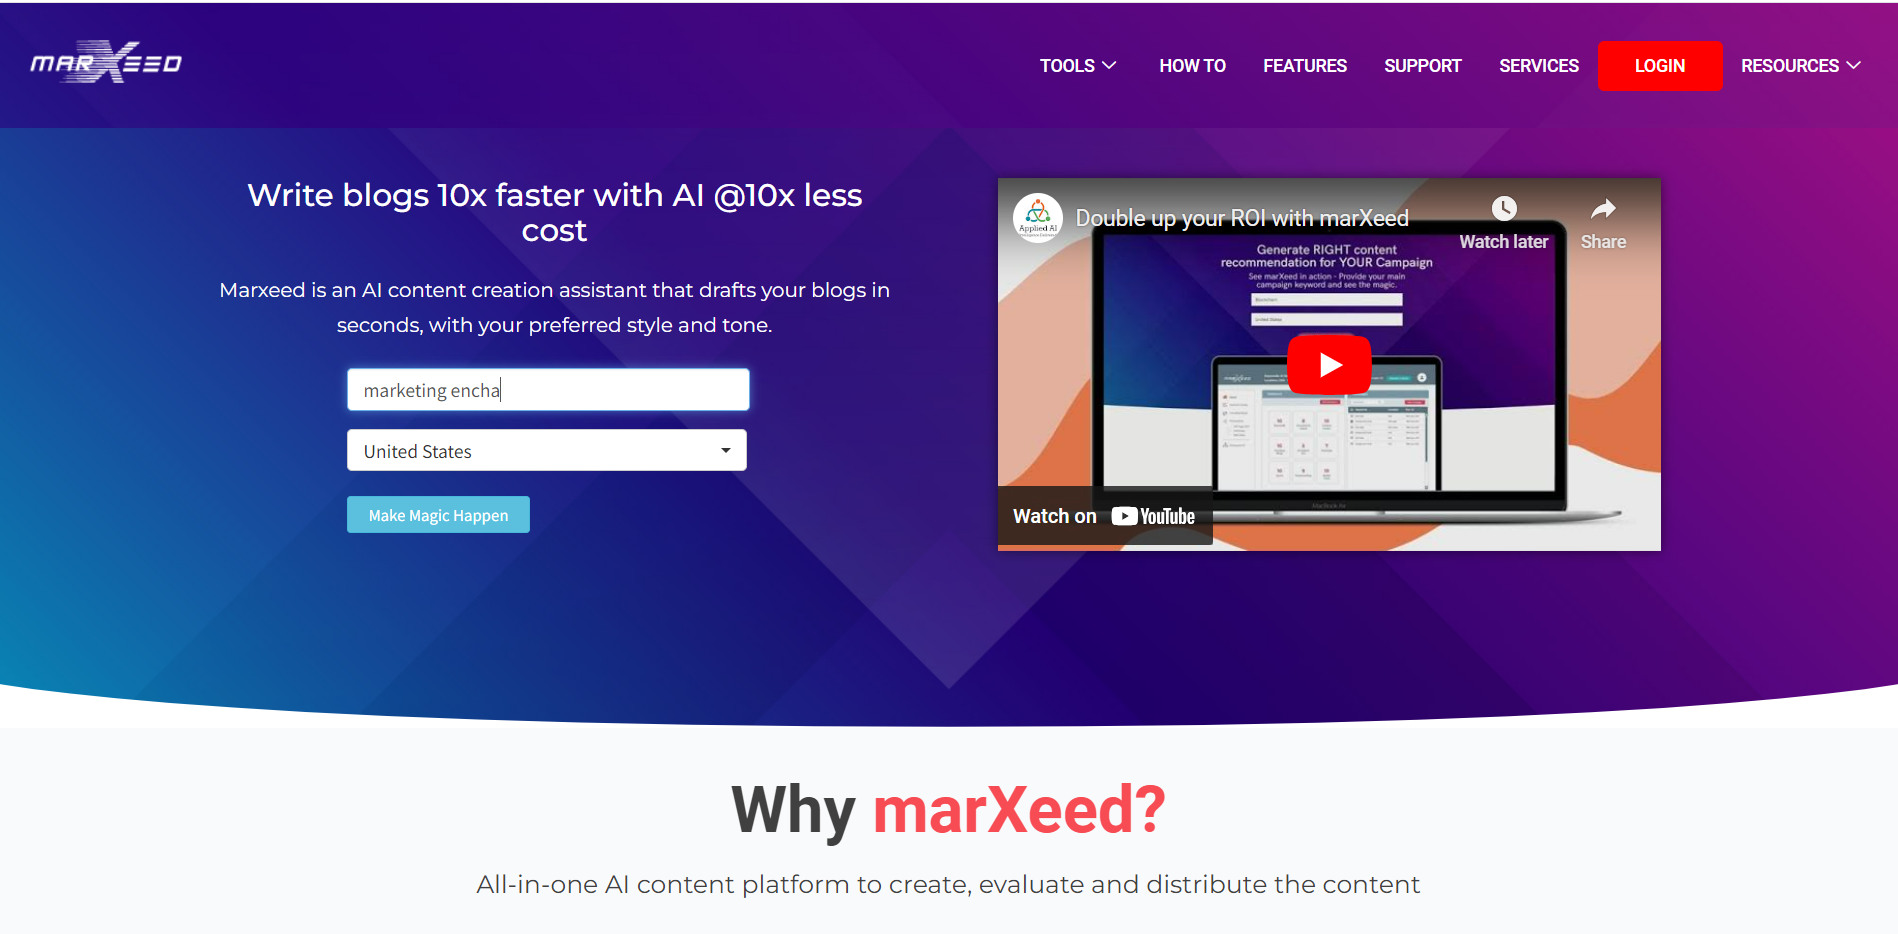 marXeed
TOOLS
HOW TO
FEATURES
SUPPORT
SERVICES
LOGIN
RESOURCES
Write blogs 10x faster with AI @10x less
cost
Marxeed is an AI content creation assistant that drafts your blogs in
seconds, with your preferred style and tone.
marketing encha
United States
Make Magic Happen
Applied AI
Double up your ROI with marXeed
Watch later
Share
Generate RIGHT content
recommendation for YOUR Campaign
See marXeed in action - Provide your main
campaign keyword and see the magic.
United States
MacBook Air
Watch on YouTube
Why marXeed?
All-in-one AI content platform to create, evaluate and distribute the content